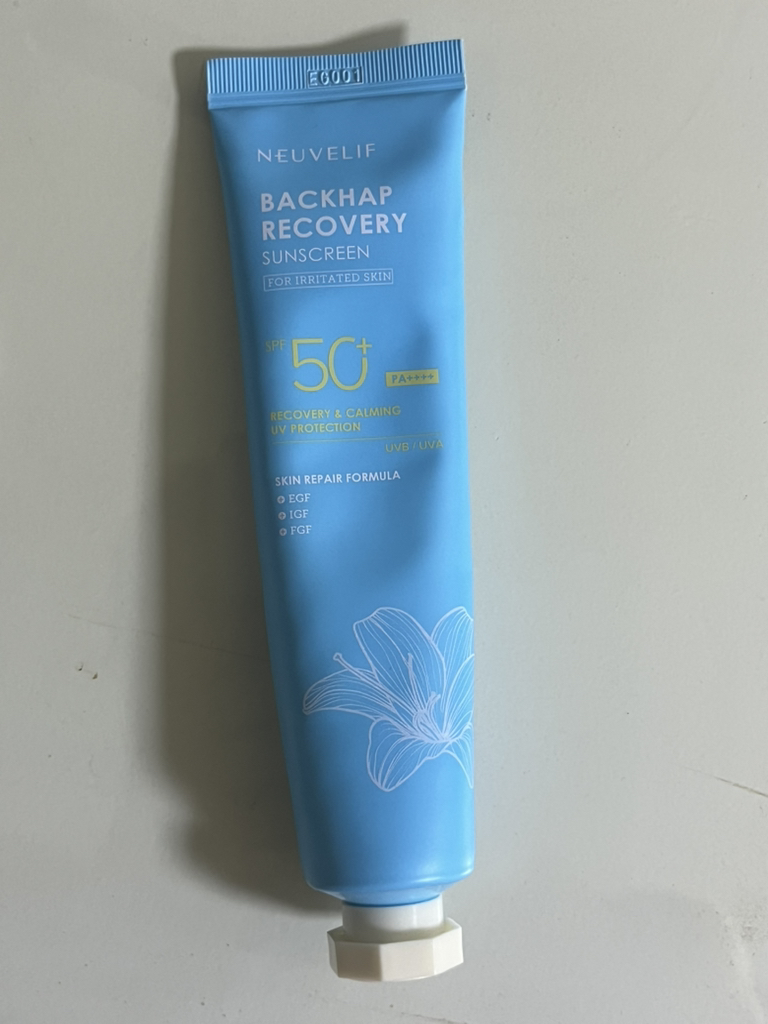 E6001
NEUVELIF
BACKHAP
RECOVERY
SUNSCREEN
FOR IRRITATED SKIN
SPF 50+ PA++++
RECOVERY & CALMING
UV PROTECTION
UVB / UVA
SKIN REPAIR FORMULA
EGF
IGF
FGF